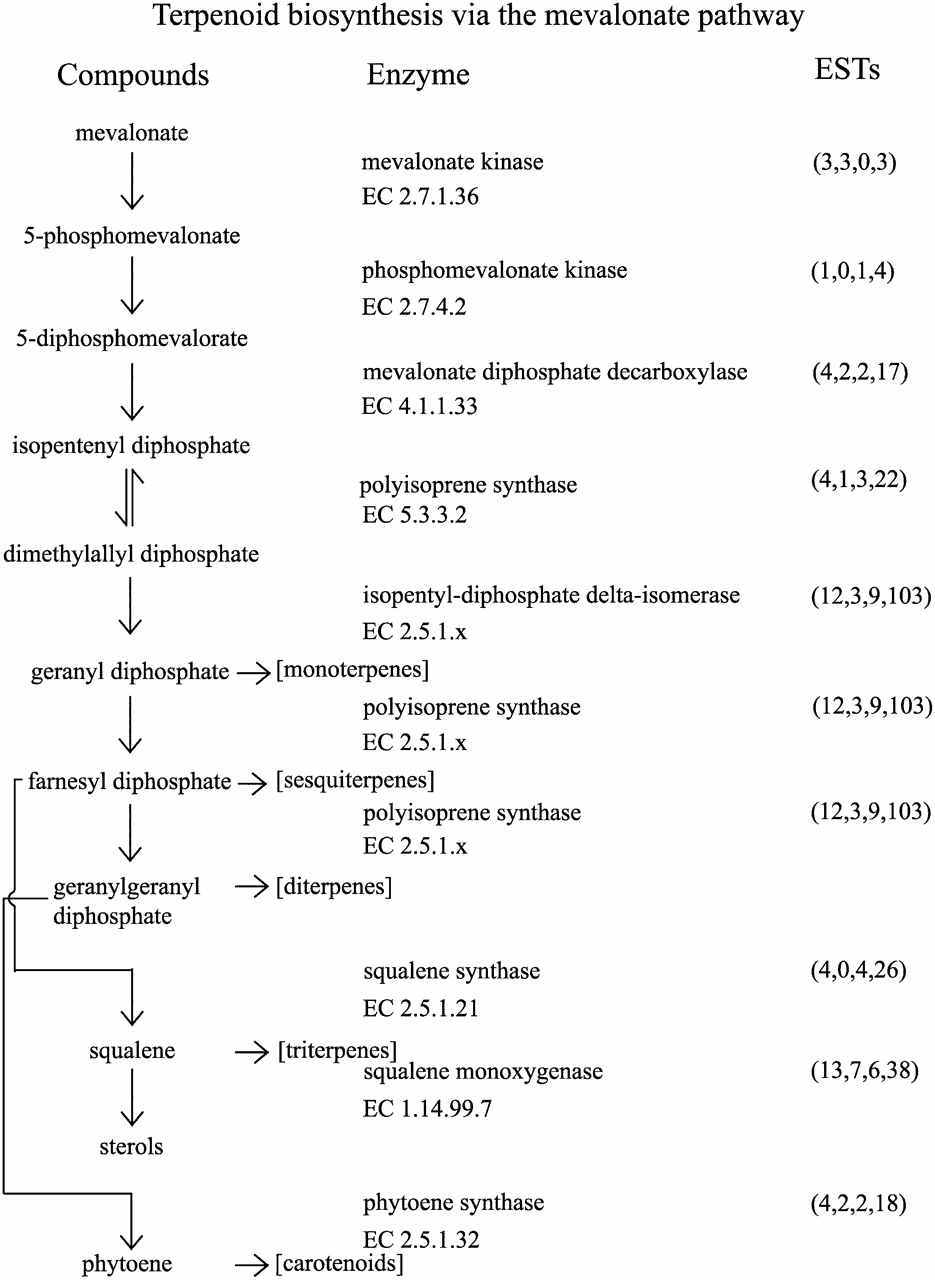 Terpenoid biosynthesis via the mevalonate pathway
Compounds Enzyme ESTs
mevalonate
mevalonate kinase (3,3,0,3)
EC 2.7.1.36
5-phosphomevalonate
phosphomevalonate kinase (1,0,1,4)
EC 2.7.4.2
5-diphosphomevalorate
mevalonate diphosphate decarboxylase (4,2,2,17)
EC 4.1.1.33
isopentenyl diphosphate
polyisoprene synthase (4,1,3,22)
EC 5.3.3.2
dimethylallyl diphosphate
isopentyl-diphosphate delta-isomerase (12,3,9,103)
EC 2.5.1.x
geranyl diphosphate [monoterpenes]
polyisoprene synthase (12,3,9,103)
EC 2.5.1.x
farnesyl diphosphate [sesquiterpenes]
polyisoprene synthase (12,3,9,103)
EC 2.5.1.x
geranylgeranyl [diterpenes]
diphosphate
squalene synthase (4,0,4,26)
EC 2.5.1.21
squalene [triterpenes]
squalene monoxygenase (13,7,6,38)
EC 1.14.99.7
sterols
phytoene synthase (4,2,2,18)
EC 2.5.1.32
phytoene [carotenoids]